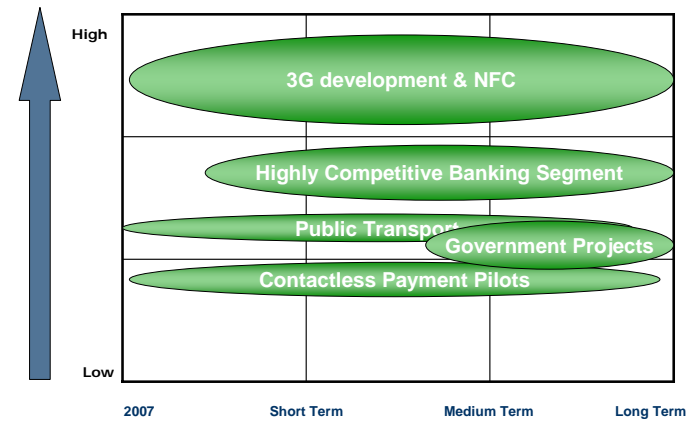 High
3G development & NFC
Highly Competitive Banking Segment
Public Transport
Government Projects
Contactless Payment Pilots
Low
2007 Short Term Medium Term Long Term